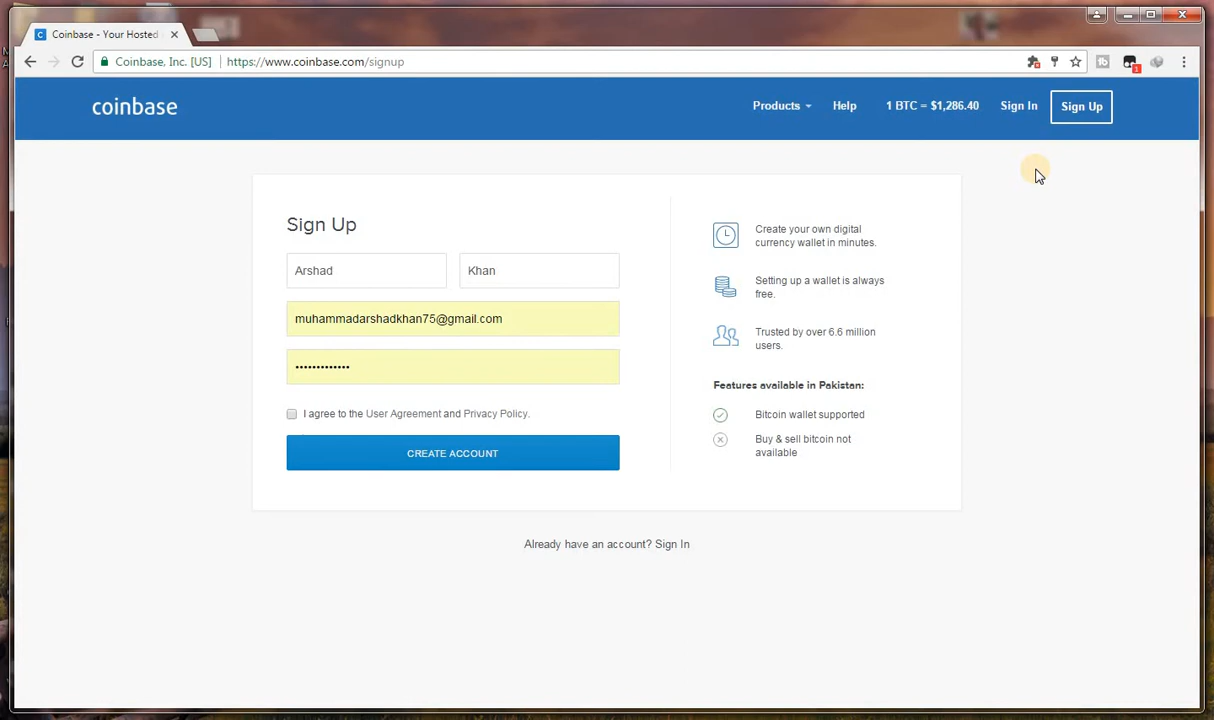 Coinbase - Your Hosted
Coinbase, Inc. [US] https://www.coinbase.com/signup
1
coinbase
Products Help 1 BTC = $1,286.40 Sign In Sign Up
Sign Up
Arshad Khan
muhammadarshadkhan75@gmail.com
•••••••••••••
I agree to the User Agreement and Privacy Policy.
CREATE ACCOUNT
Create your own digital
currency wallet in minutes.
Setting up a wallet is always
free.
Trusted by over 6.6 million
users.
Features available in Pakistan:
Bitcoin wallet supported
Buy & sell bitcoin not
available
Already have an account? Sign In